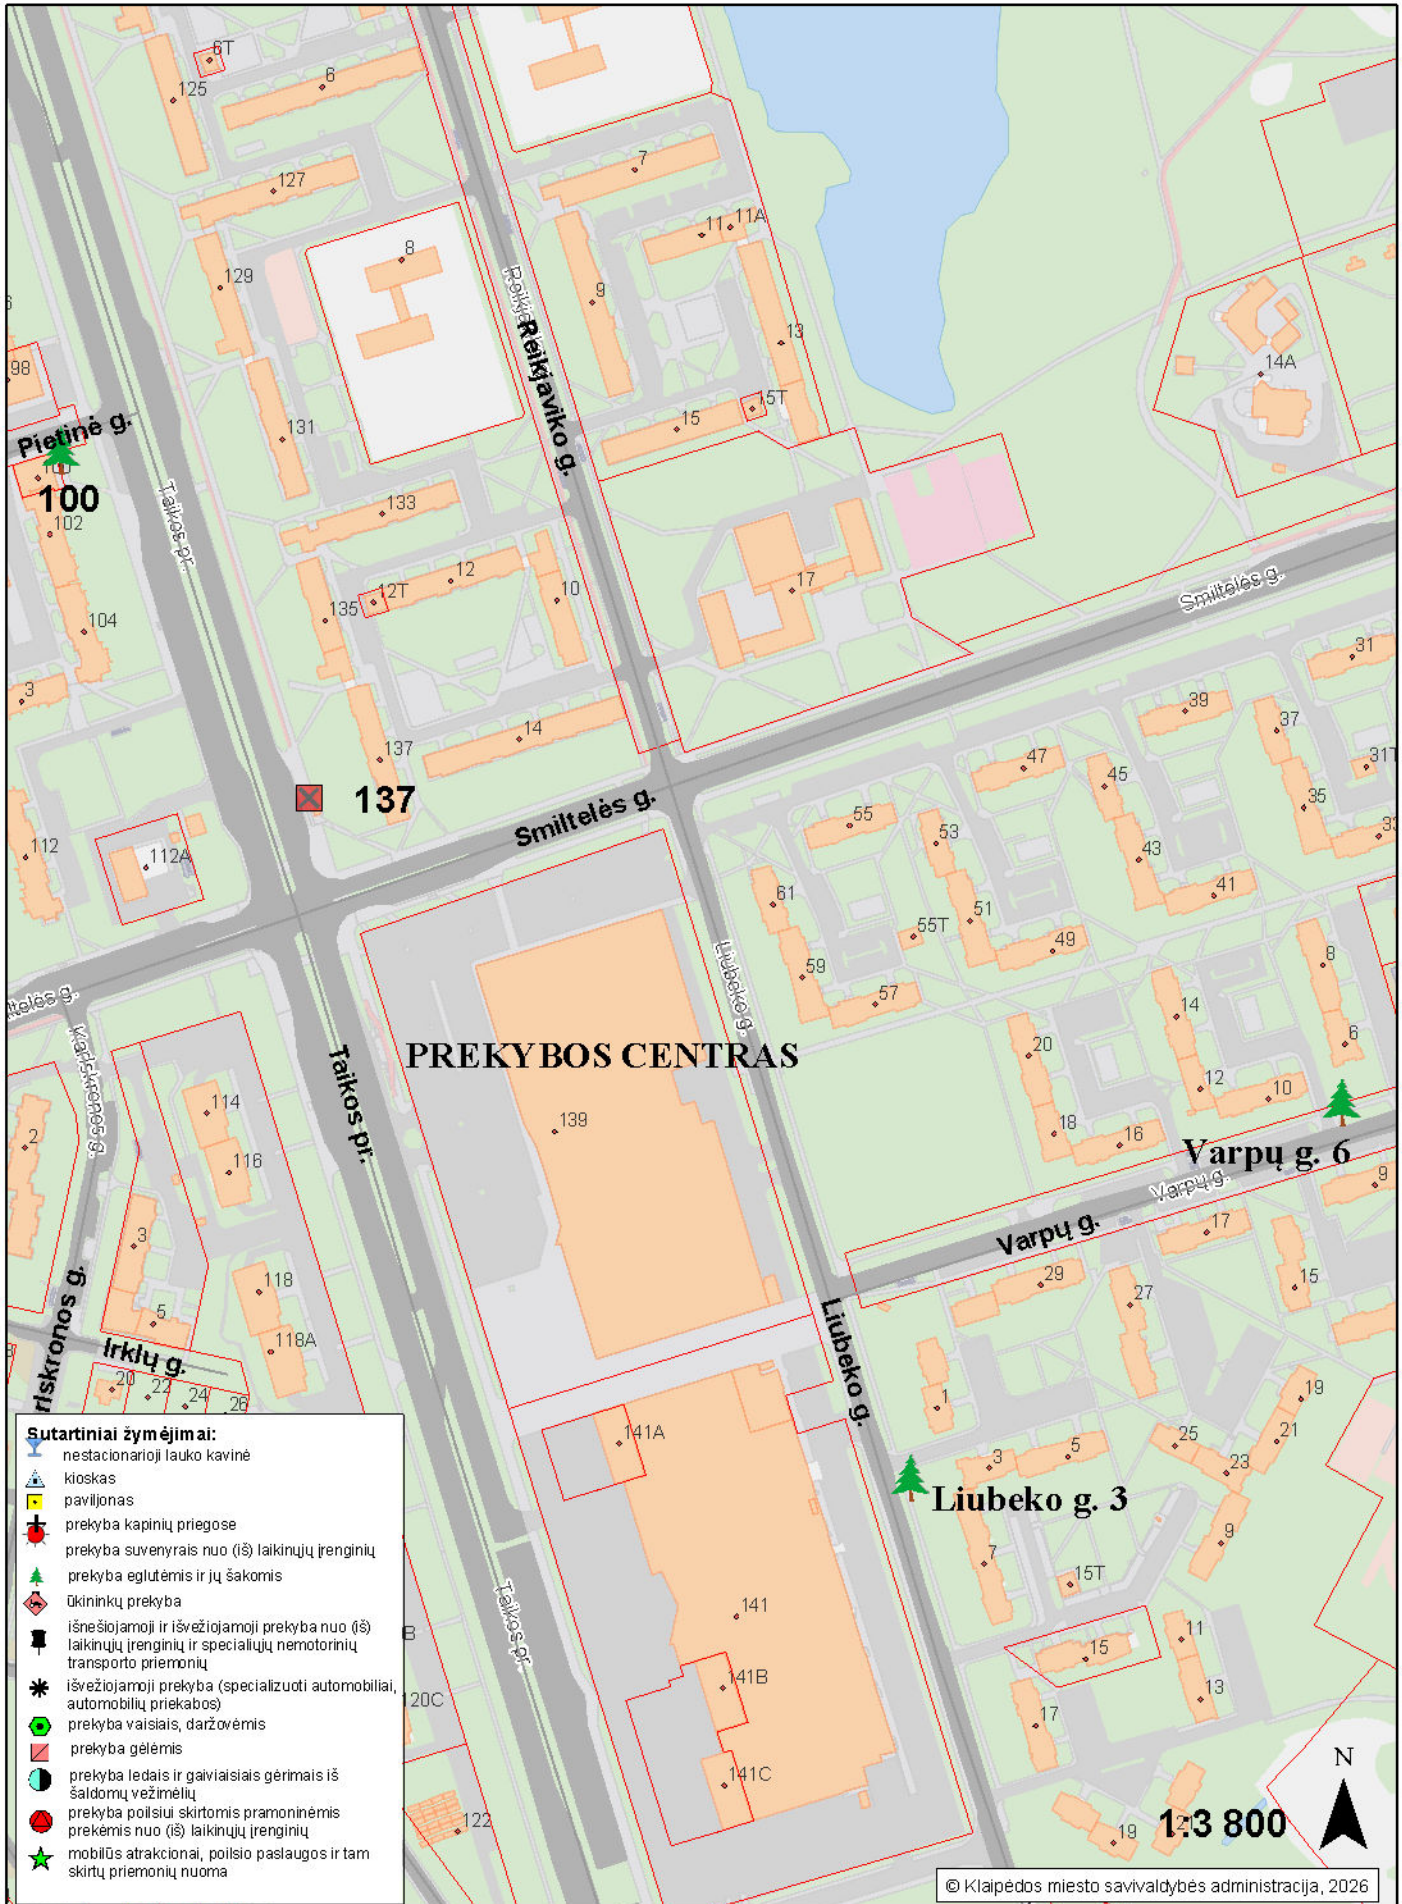 6T
6
125
7
127
11
11A
8
129
9
13
Reikjaviko g.
14A
98
15T
15
131
Pietinė g.
100
102
Taikos pr.
133
12
12T
10
17
135
Smiltelės g.
104
31
3
39
37
14
47
137
45
31T
137
35
Smiltelės g.
55
53
33
112
112A
43
41
61
51
55T
49
8
59
Liubeko g.
57
14
6
20
Karlskronos g.
Taikos pr.
PREKYBOS CENTRAS
12
10
114
139
18
16
2
116
Varpų g. 6
Varpų g.
9
3
Varpų g.
17
118
29
27
15
5
Liubeko g.
118A
Irklų g.
20
22
24
26
1
19
141A
21
25
5
3
23
Liubeko g. 3
9
7
15T
141
11
15
141B
13
120C
17
141C
122
19
21
1:3 800
N
Taikos pr.
Sutartiniai žymėjimai:
nestacionarioji lauko kavinė
kioskas
paviljonas
prekyba kapinių priegose
prekyba suvenyrais nuo (iš) laikinųjų įrenginių
prekyba eglutėmis ir jų šakomis
ūkininkų prekyba
išnešiojamoji ir išvežiojamoji prekyba nuo (iš)
laikinųjų įrenginių ir specialiųjų nemotorinių
transporto priemonių
išvežiojamoji prekyba (specializuoti automobiliai,
automobilių priekabos)
prekyba vaisiais, daržovėmis
prekyba gėlėmis
prekyba ledais ir gaiviaisiais gėrimais iš
šaldomų vežimėlių
prekyba poilsiui skirtomis pramoninėmis
prekėmis nuo (iš) laikinųjų įrenginių
mobilūs atrakcionai, poilsio paslaugos ir tam
skirtų priemonių nuoma
© Klaipėdos miesto savivaldybės administracija, 2026